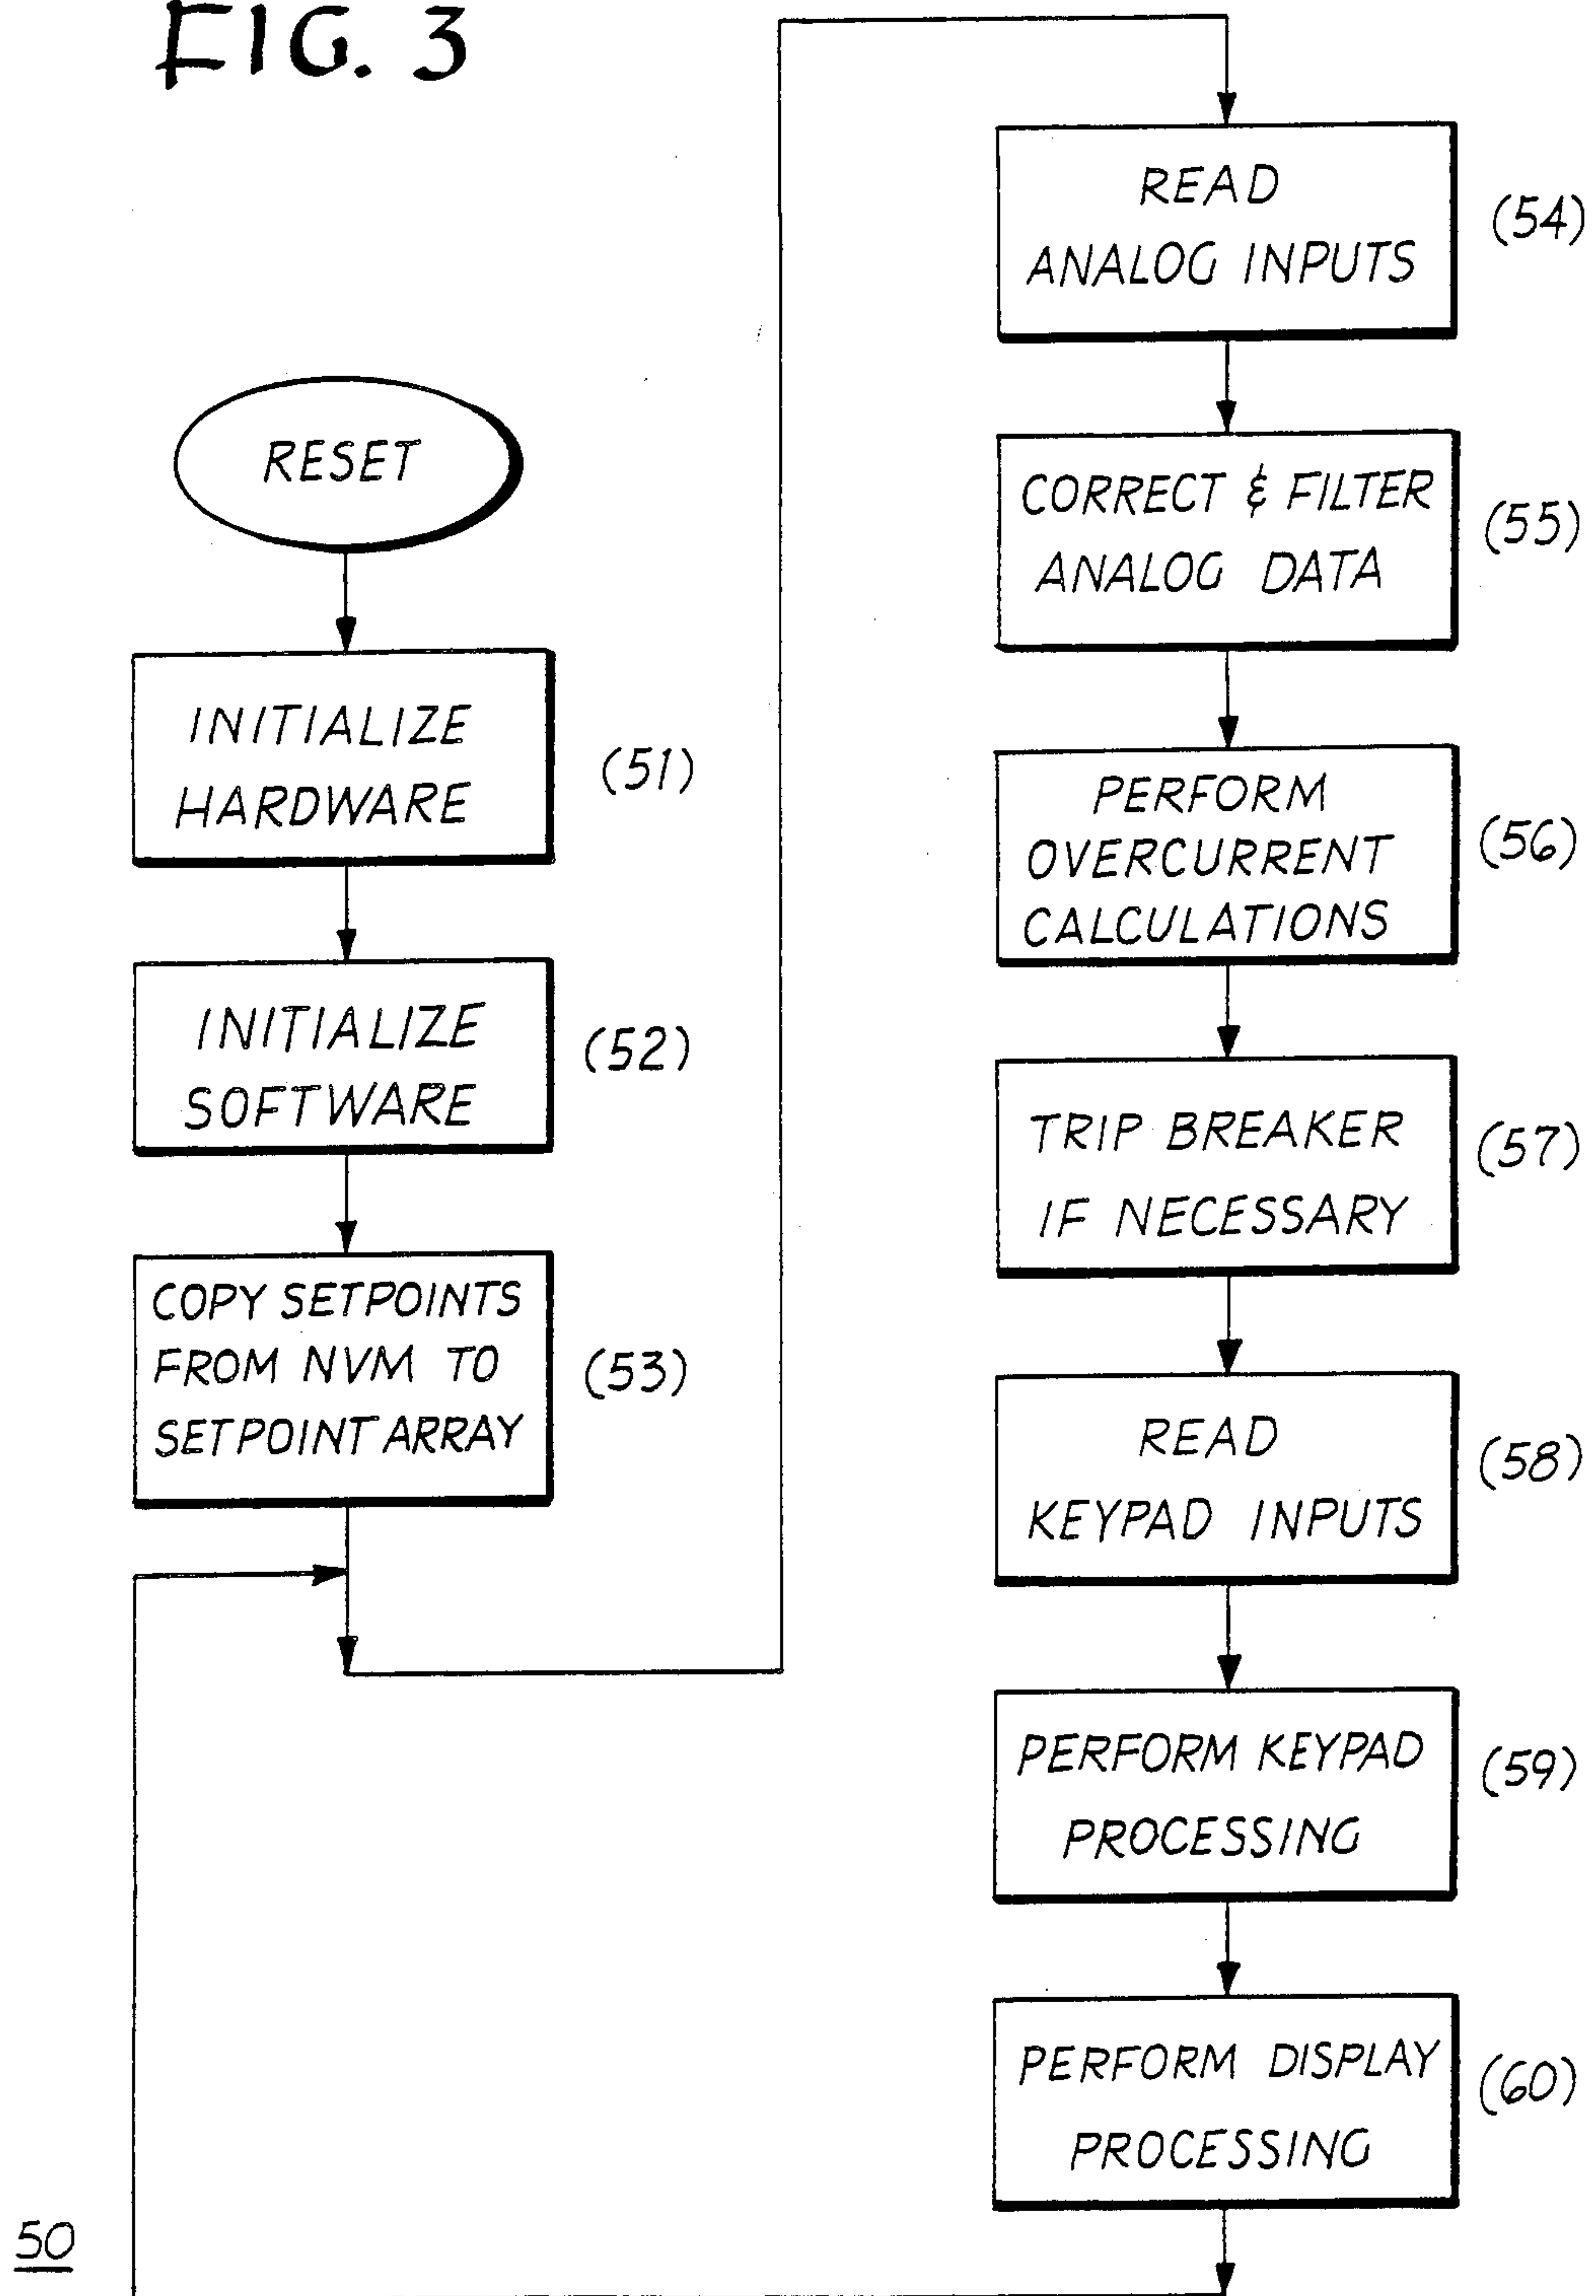 FIG. 3
RESET
INITIALIZE
HARDWARE
(51)
INITIALIZE
SOFTWARE
(52)
COPY SETPOINTS
FROM NVM TO
SETPOINT ARRAY
(53)
READ
ANALOG INPUTS
(54)
CORRECT & FILTER
ANALOG DATA
(55)
PERFORM
OVERCURRENT
CALCULATIONS
(56)
TRIP BREAKER
IF NECESSARY
(57)
READ
KEYPAD INPUTS
(58)
PERFORM KEYPAD
PROCESSING
(59)
PERFORM DISPLAY
PROCESSING
(60)
50